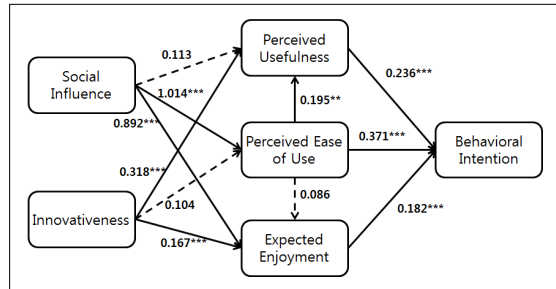 Perceived
Usefulness
0.113
0.236***
Social
Influence
1.014***
0.195**
0.892***
Perceived Ease
of Use
0.371***
Behavioral
Intention
0.318***
0.104
0.086
Innovativeness
0.182***
0.167***
Expected
Enjoyment